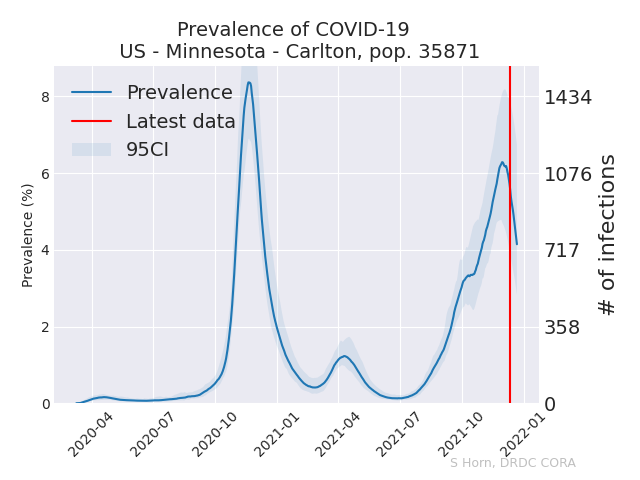 Prevalence of COVID-19
US - Minnesota - Carlton, pop. 35871
Prevalence
Latest data
95CI
Prevalence (%)
8
6
4
2
0
1434
1076
717
358
0
# of infections
2020-04
2020-07
2020-10
2021-01
2021-04
2021-07
2021-10
2022-01
S Horn, DRDC CORA